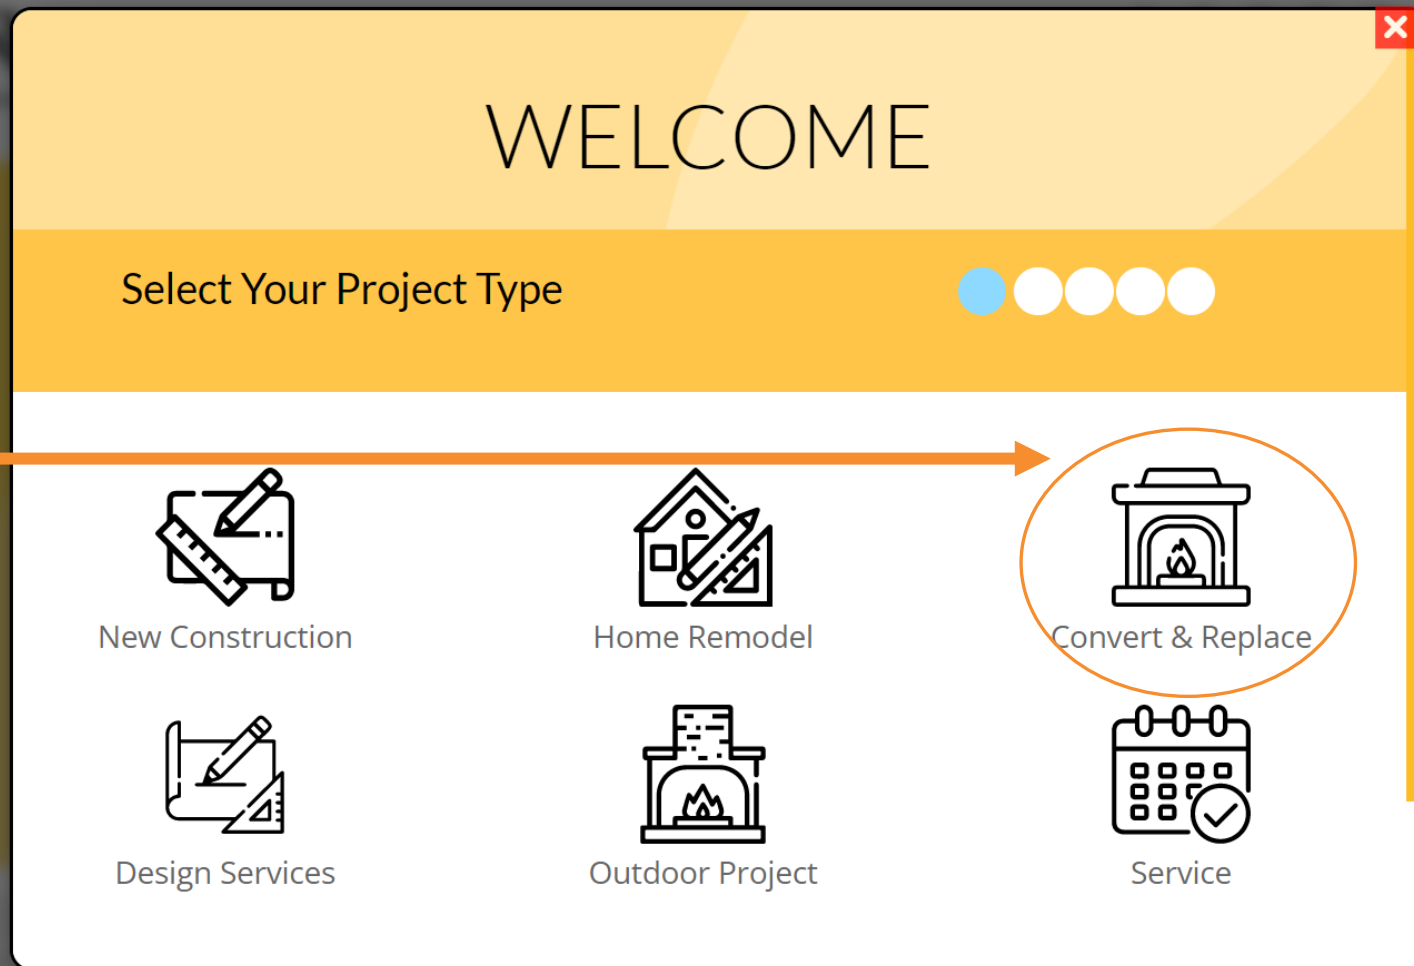 WELCOME
Select Your Project Type
New Construction
Home Remodel
Convert & Replace
Design Services
Outdoor Project
Service